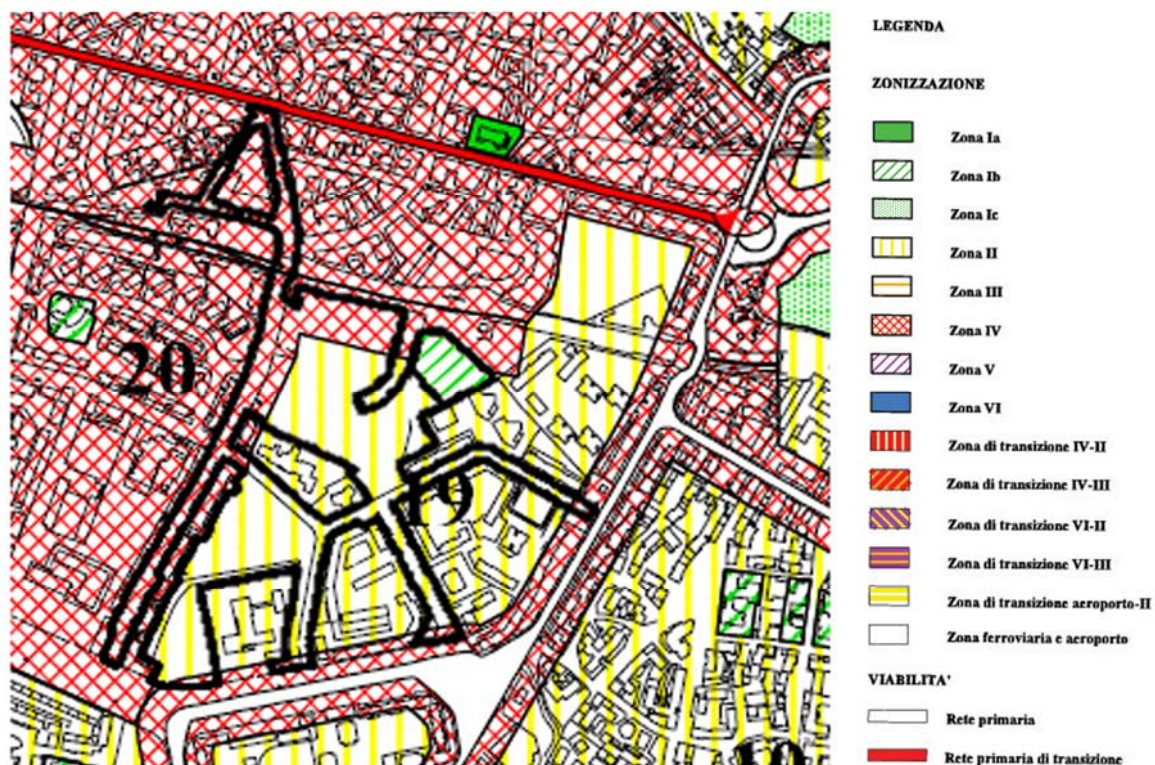 20
19
10
LEGENDA
ZONIZZAZIONE
Zona Ia
Zona Ib
Zona Ic
Zona II
Zona III
Zona IV
Zona V
Zona VI
Zona di transizione IV-II
Zona di transizione IV-III
Zona di transizione VI-II
Zona di transizione VI-III
Zona di transizione aeroporto-II
Zona ferroviaria e aeroporto
VIABILITA'
Rete primaria
Rete primaria di transizione